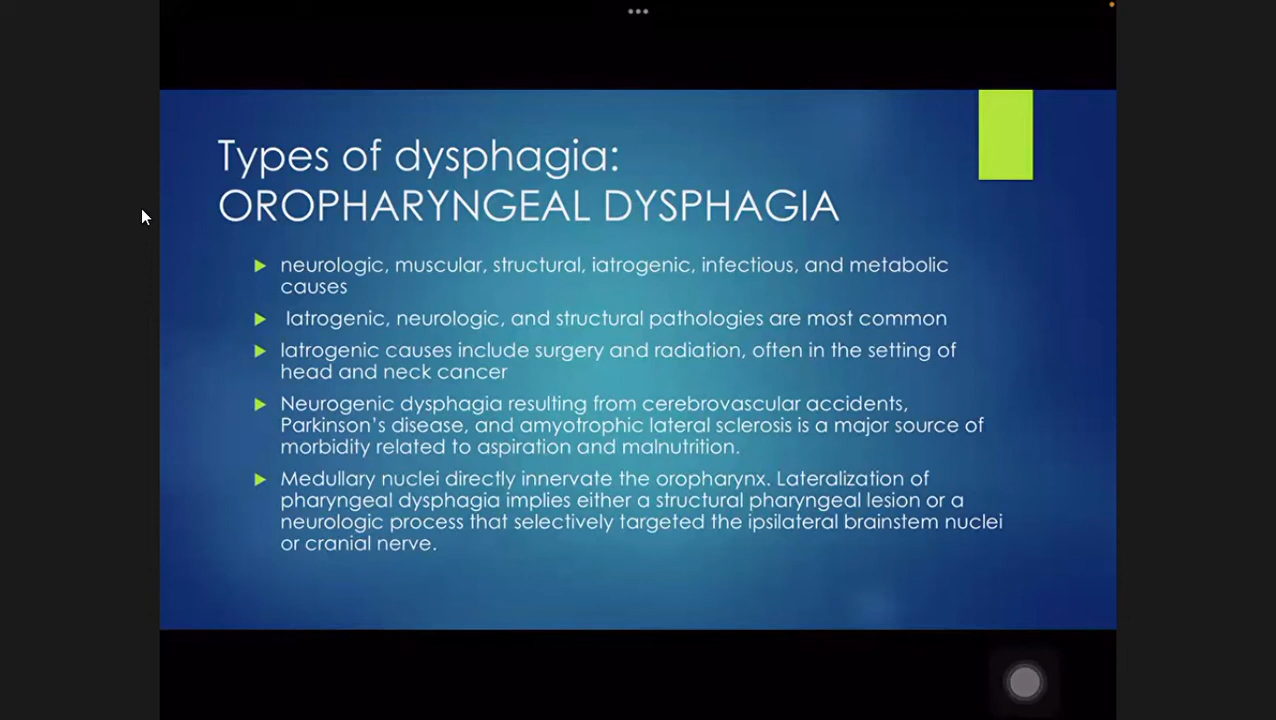 Types of dysphagia:
OROPHARYNGEAL DYSPHAGIA
neurologic, muscular, structural, iatrogenic, infectious, and metabolic
causes
Iatrogenic, neurologic, and structural pathologies are most common
Iatrogenic causes include surgery and radiation, often in the setting of
head and neck cancer
Neurogenic dysphagia resulting from cerebrovascular accidents,
Parkinson's disease, and amyotrophic lateral sclerosis is a major source of
morbidity related to aspiration and malnutrition.
Medullary nuclei directly innervate the oropharynx. Lateralization of
pharyngeal dysphagia implies either a structural pharyngeal lesion or a
neurologic process that selectively targeted the ipsilateral brainstem nuclei
or cranial nerve.